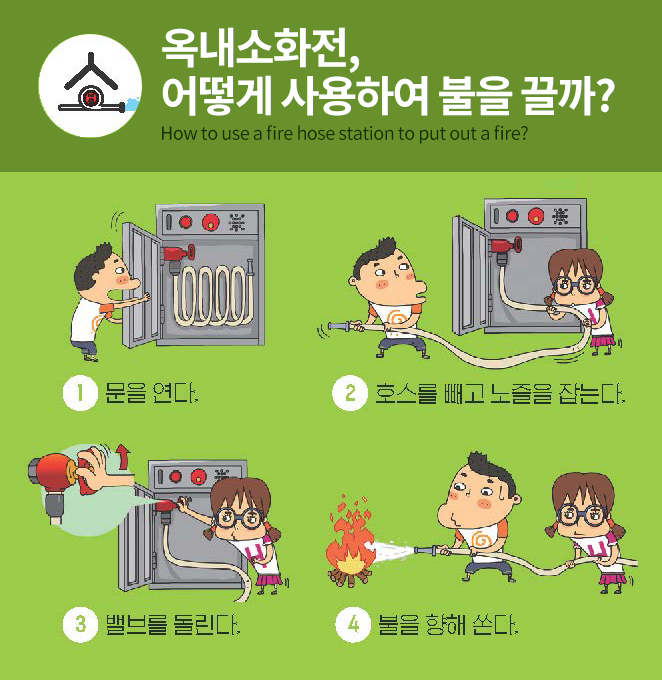 옥내소화전,
어떻게 사용하여 불을 끌까?
How to use a fire hose station to put out a fire?
1 문을 연다.
2 호스를 빼고 노즐을 잡는다.
3 밸브를 돌린다.
4 불을 향해 쏜다.